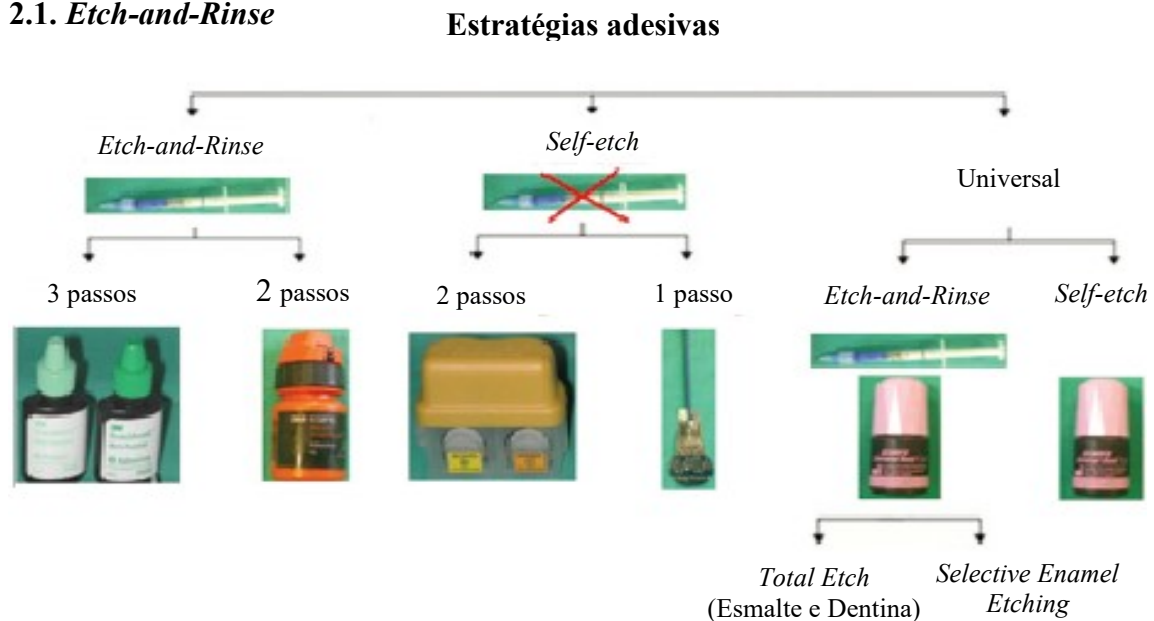 2.1. Etch-and-Rinse
Estratégias adesivas
Etch-and-Rinse
Self-etch
Universal
3 passos
2 passos
2 passos
1 passo
Etch-and-Rinse
Self-etch
Total Etch
(Esmalte e Dentina)
Selective Enamel
Etching